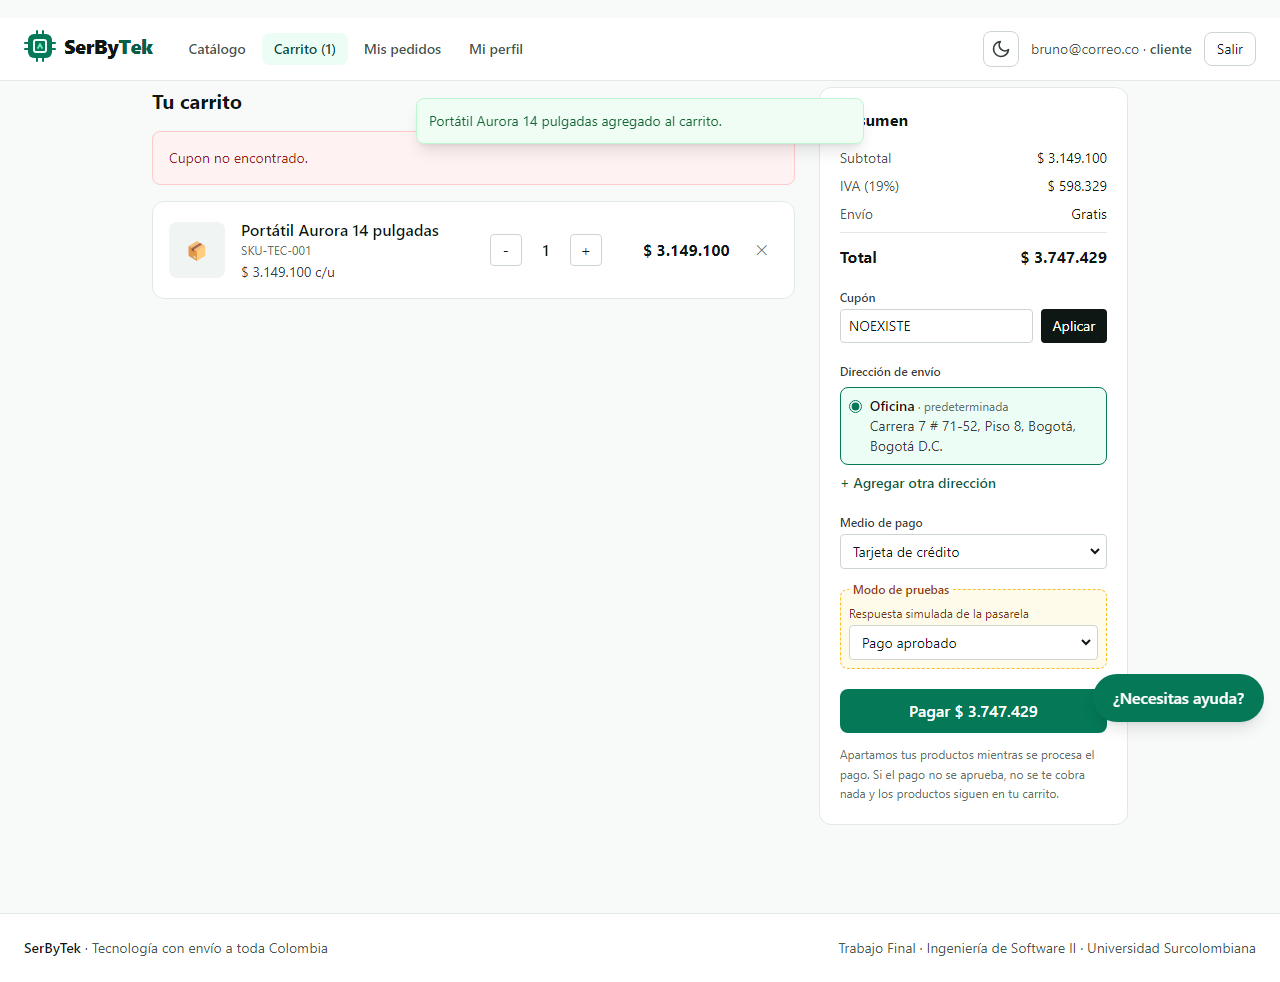 SerByTek
Catálogo
Carrito (1)
Mis pedidos
Mi perfil
bruno@correo.co · cliente
Salir
Tu carrito
Portátil Aurora 14 pulgadas agregado al carrito.
Cupon no encontrado.
Portátil Aurora 14 pulgadas
SKU-TEC-001
$ 3.149.100 c/u
-
1
+
$ 3.149.100
×
sumen
Subtotal $ 3.149.100
IVA (19%) $ 598.329
Envío Gratis
Total $ 3.747.429
Cupón
NOEXISTE
Aplicar
Dirección de envío
Oficina · predeterminada
Carrera 7 # 71-52, Piso 8, Bogotá,
Bogotá D.C.
+ Agregar otra dirección
Medio de pago
Tarjeta de crédito
Modo de pruebas
Respuesta simulada de la pasarela
Pago aprobado
Pagar $ 3.747.429
¿Necesitas ayuda?
Apartamos tus productos mientras se procesa el
pago. Si el pago no se aprueba, no se te cobra
nada y los productos siguen en tu carrito.
SerByTek · Tecnología con envío a toda Colombia
Trabajo Final · Ingeniería de Software II · Universidad Surcolombiana